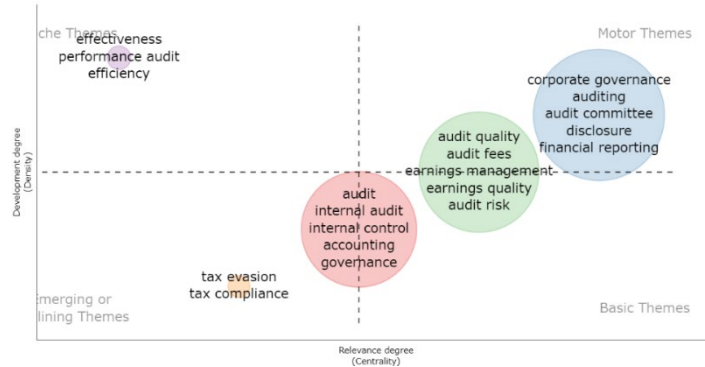 che Themes
Motor Themes
effectiveness
performance audit
efficiency
corporate governance
auditing
audit committee
disclosure
financial reporting
audit quality
audit fees
earnings management
earnings quality
audit risk
audit
internal audit
internal control
accounting
governance
tax evasion
tax compliance
Emerging or
lining Themes
Basic Themes
Development degree
(Density)
Relevance degree
(Centrality)